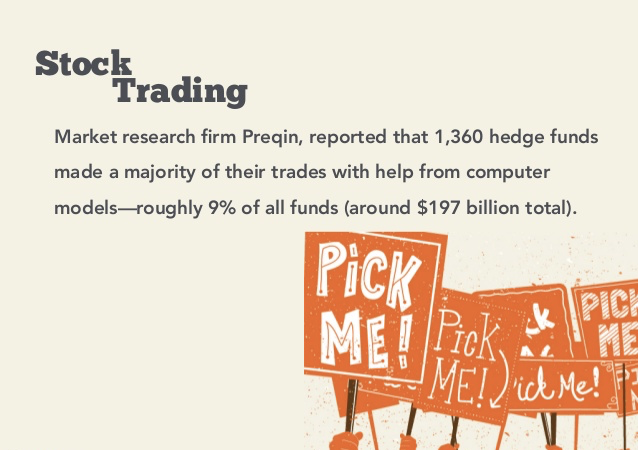 Stock
Trading
Market research firm Preqin, reported that 1,360 hedge funds
made a majority of their trades with help from computer
models—roughly 9% of all funds (around $197 billion total).
PiCK
ME!
PicK
ME!
ick Me!
PICK
ME